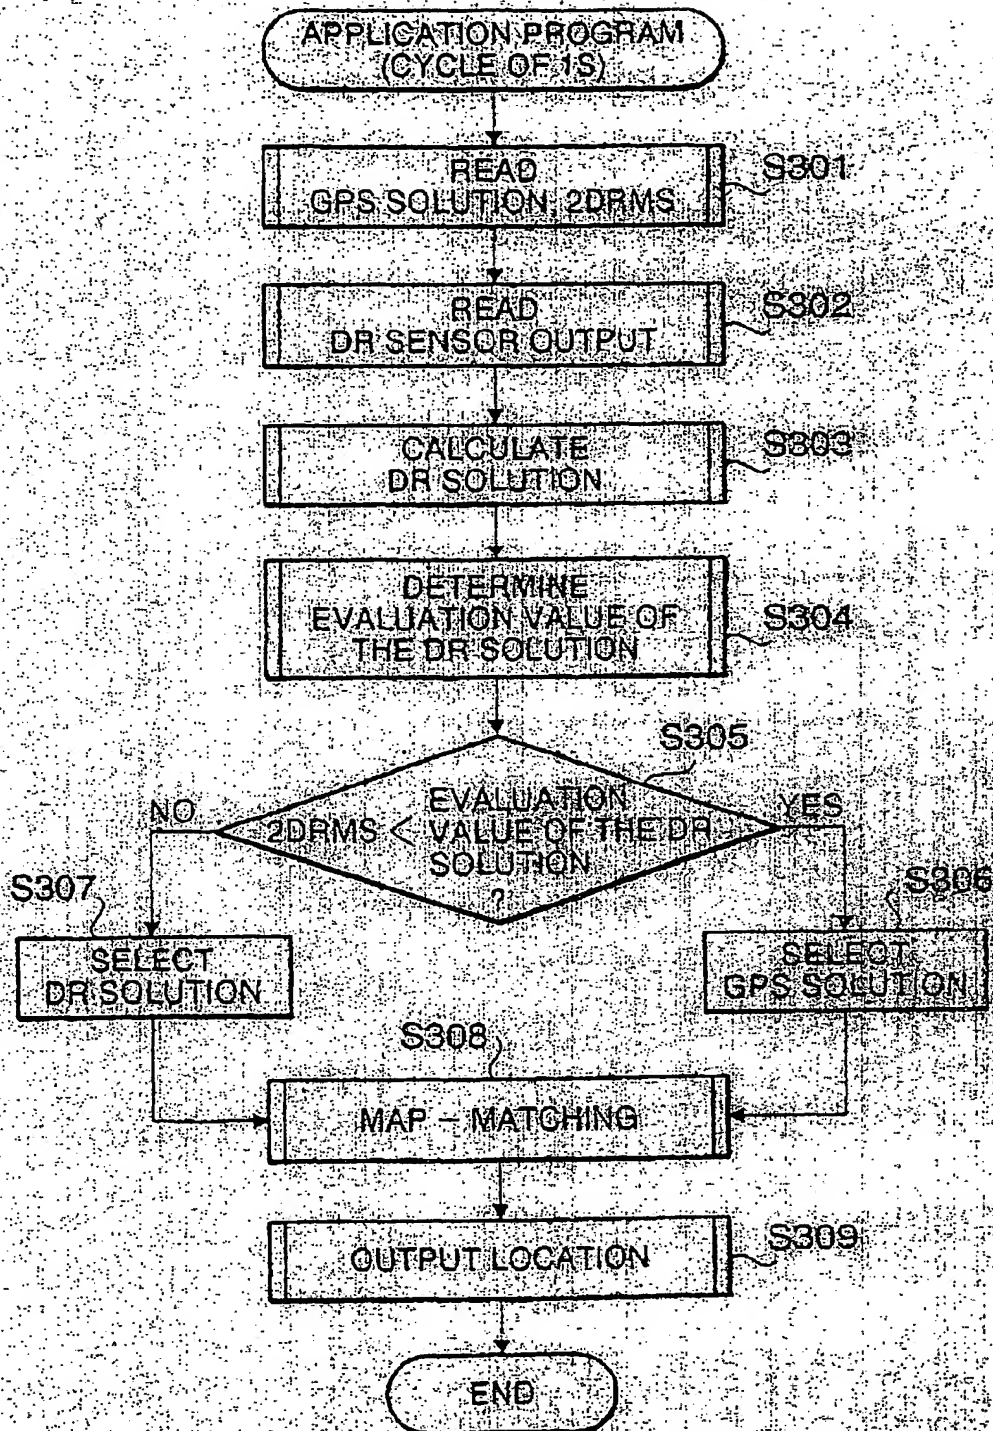 APPLICATION PROGRAM
(CYCLE OF 1S)
READ
GPS SOLUTION, 2DRMS
S301
READ
DR SENSOR OUTPUT
S302
CALCULATE
DR SOLUTION
S303
DETERMINE
EVALUATION VALUE OF
THE DR SOLUTION
S304
S305
NO
2DRMS <
EVALUATION
VALUE OF THE DR
SOLUTION
?
YES
S307
SELECT
DR SOLUTION
S306
SELECT
GPS SOLUTION
S308
MAP - MATCHING
OUTPUT LOCATION
S309
END